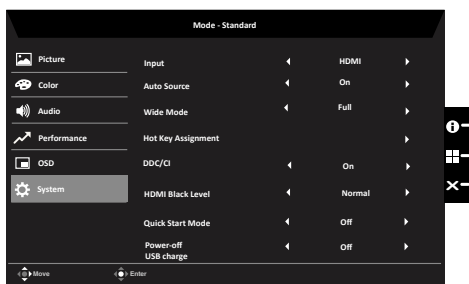 Mode - Standard
Picture
Color
Audio
Performance
OSD
System
Input HDMI
Auto Source On
Wide Mode Full
Hot Key Assignment
DDC/CI On
HDMI Black Level Normal
Quick Start Mode Off
Power-off
USB charge Off
Move Enter